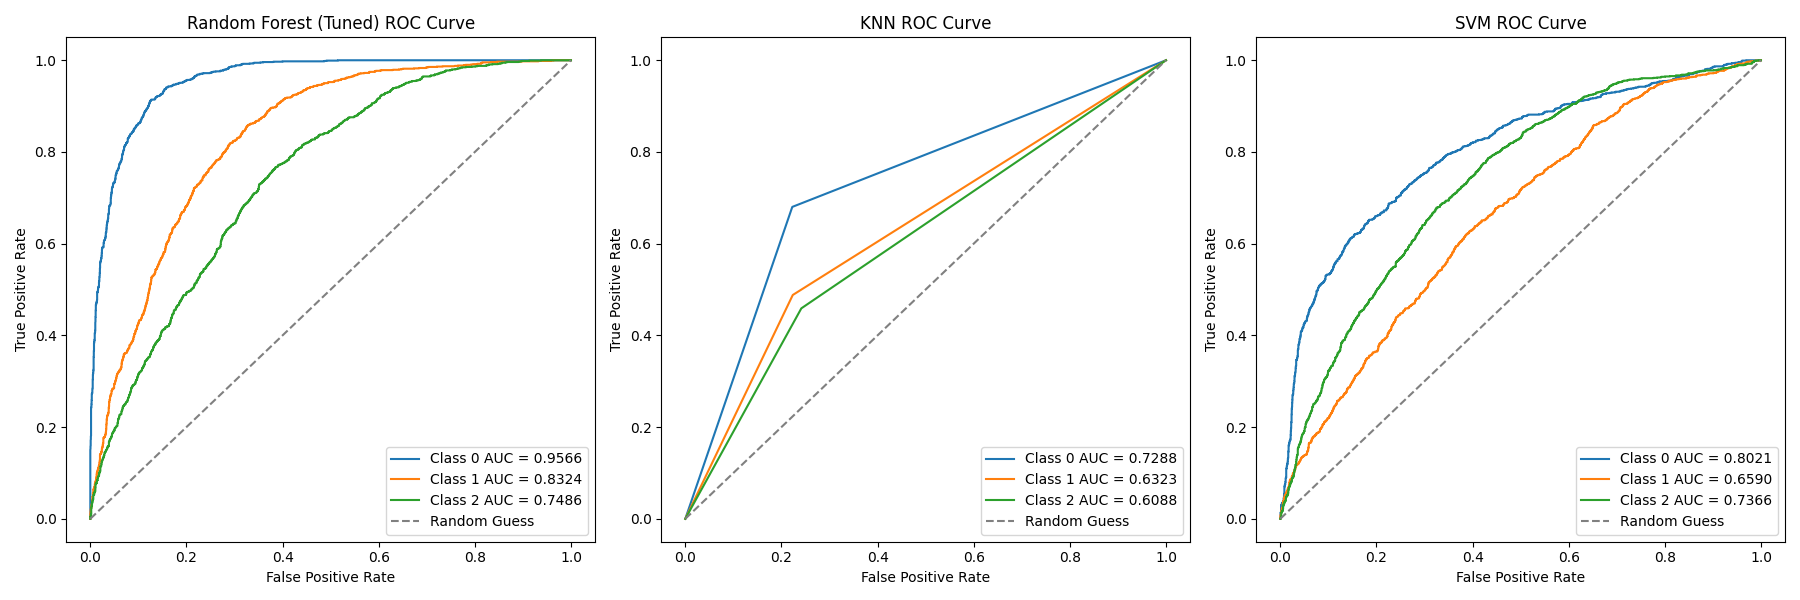 Random Forest (Tuned) ROC Curve
True Positive Rate
1.0
0.8
0.6
0.4
0.2
0.0
Class 0 AUC = 0.9566
Class 1 AUC = 0.8324
Class 2 AUC = 0.7486
Random Guess
0.0 0.2 0.4 0.6 0.8 1.0
False Positive Rate
KNN ROC Curve
True Positive Rate
1.0
0.8
0.6
0.4
0.2
0.0
Class 0 AUC = 0.7288
Class 1 AUC = 0.6323
Class 2 AUC = 0.6088
Random Guess
0.0 0.2 0.4 0.6 0.8 1.0
False Positive Rate
SVM ROC Curve
True Positive Rate
1.0
0.8
0.6
0.4
0.2
0.0
Class 0 AUC = 0.8021
Class 1 AUC = 0.6590
Class 2 AUC = 0.7366
Random Guess
0.0 0.2 0.4 0.6 0.8 1.0
False Positive Rate